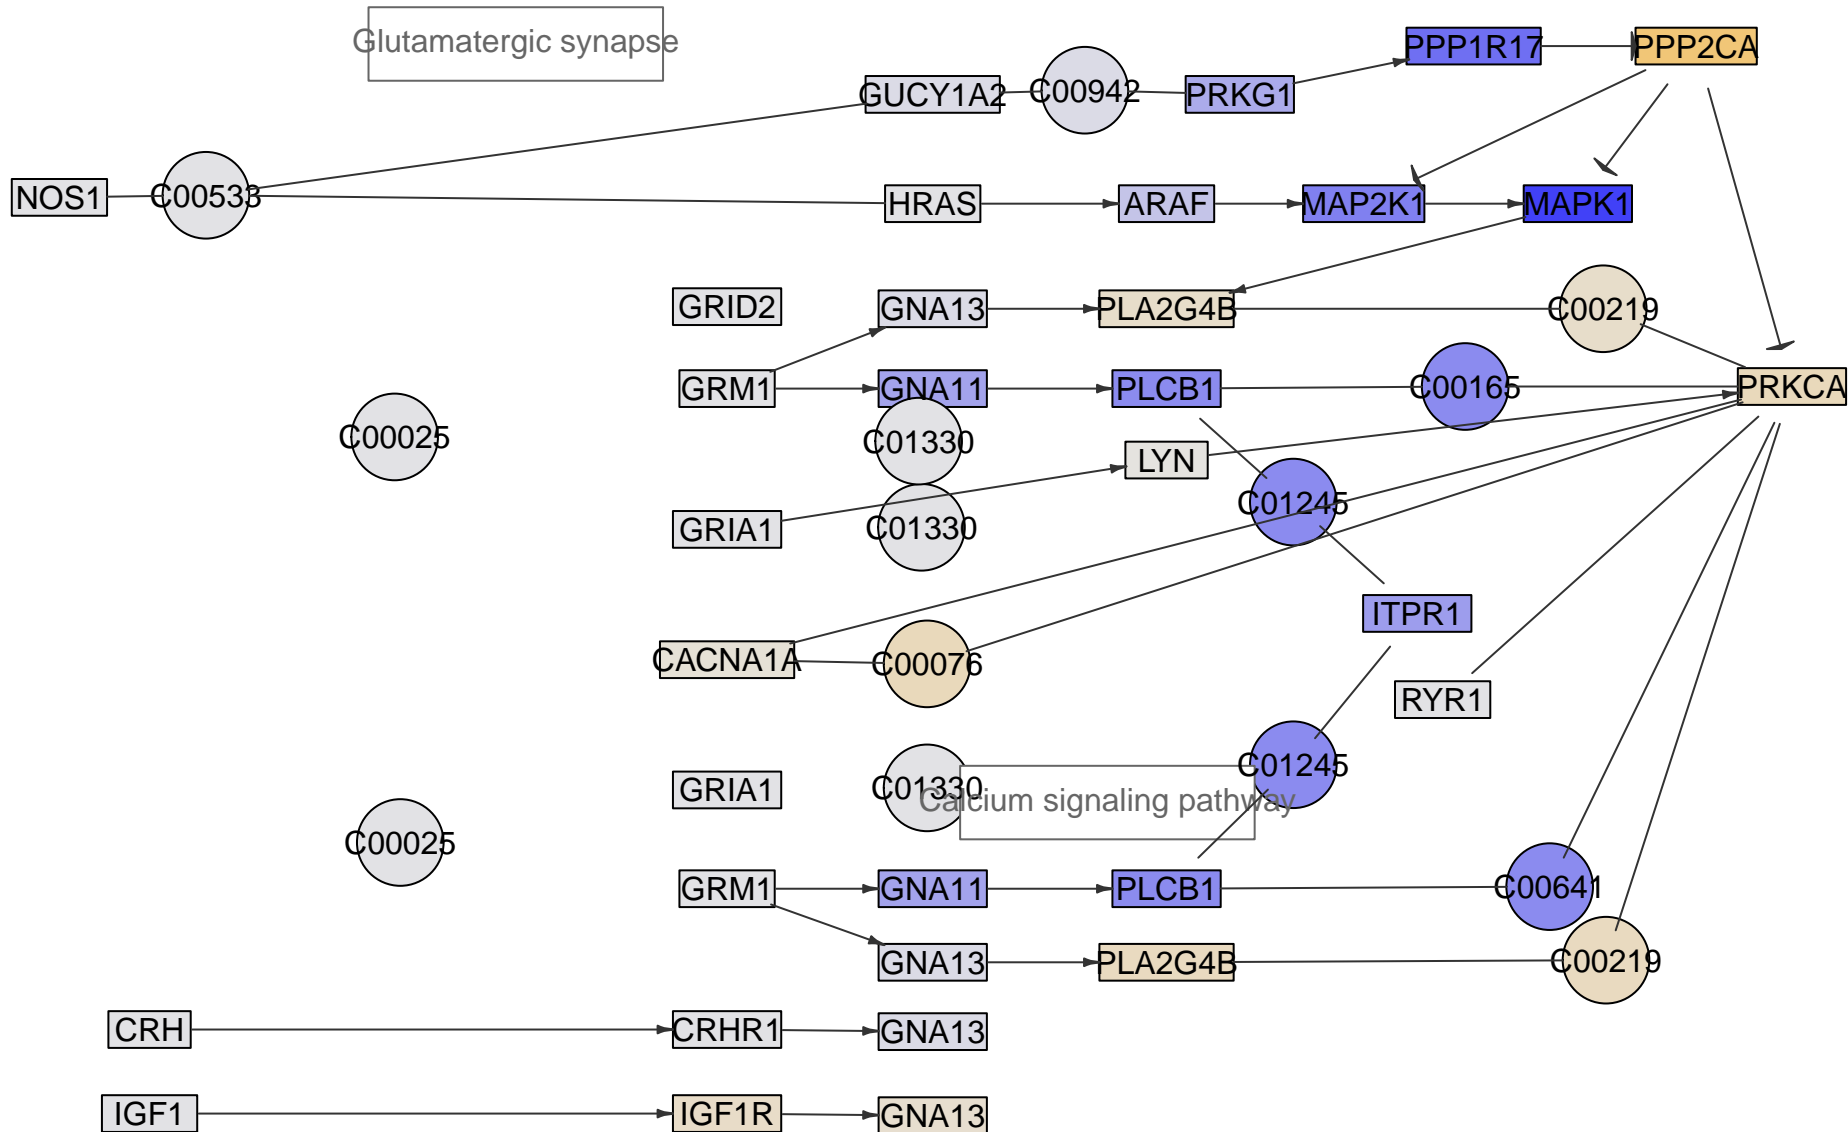 Glutamatergic synapse
PPP1R17
PPP2CA
GUCY1A2
C00942
PRKG1
NOS1
C00533
HRAS
ARAF
MAP2K1
MAPK1
GRID2
GNA13
PLA2G4B
C00219
GRM1
GNA11
PLCB1
C00165
PRKCA
C00025
C01330
LYN
GRIA1
C01330
C01245
ITPR1
CACNA1A
C00076
RYR1
GRIA1
C01330
C01245
Calcium signaling pathway
C00025
GRM1
GNA11
PLCB1
C00641
GNA13
PLA2G4B
C00219
CRH
CRHR1
GNA13
IGF1
IGF1R
GNA13